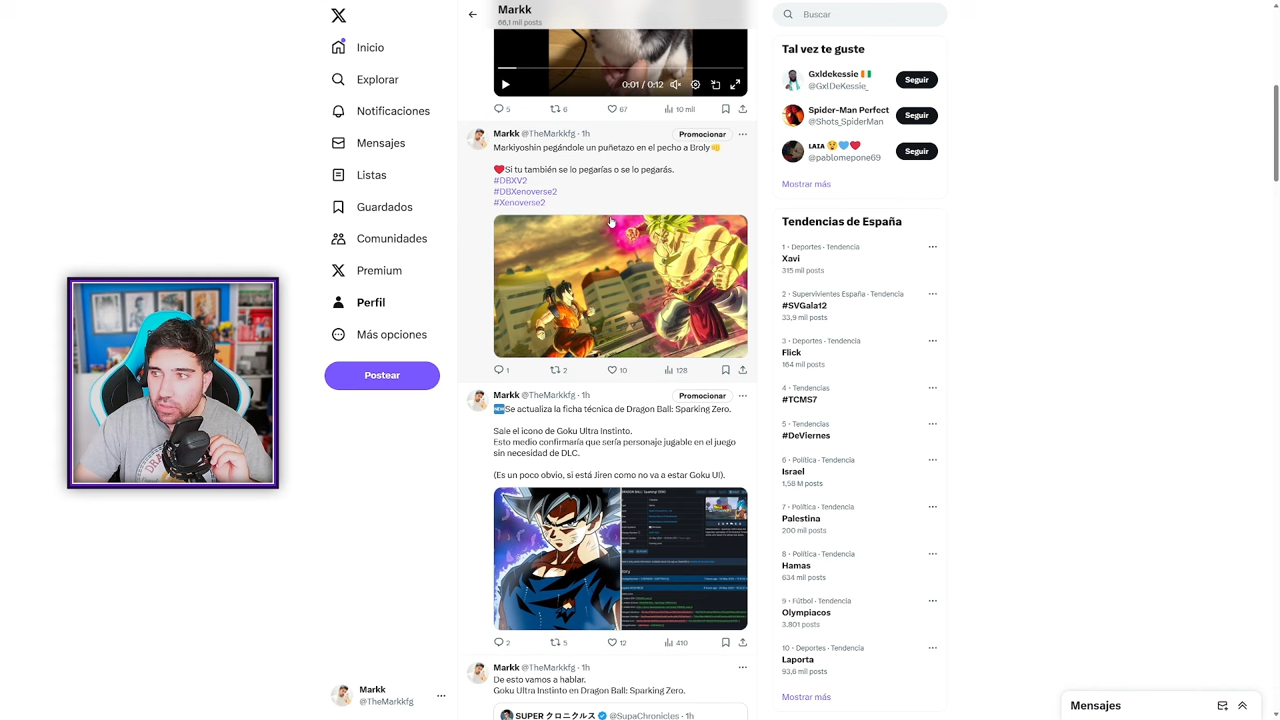 Markk
66,1 mil posts
Buscar
Inicio
Explorar
Notificaciones
Mensajes
Listas
Guardados
Comunidades
Premium
Perfil
Más opciones
Postear
Markk
@TheMarkkfg
0:01 / 0:12
5 6 67 10 mil
Markk @TheMarkkfg · 1h
Promocionar
Markiyoshin pegándole un puñetazo en el pecho a Broly👊
❤️Si tu también se lo pegarías o se lo pegarás.
#DBXV2
#DBXenoverse2
#Xenoverse2
1 2 10 128
Markk @TheMarkkfg · 1h
Promocionar
🆕Se actualiza la ficha técnica de Dragon Ball: Sparking Zero.
Sale el icono de Goku Ultra Instinto.
Esto medio confirmaría que sería personaje jugable en el juego
sin necesidad de DLC.
(Es un poco obvio, si está Jiren como no va a estar Goku UI).
2 5 12 410
Markk @TheMarkkfg · 1h
De esto vamos a hablar.
Goku Ultra Instinto en Dragon Ball: Sparking Zero.
SUPER クロニクルス @SupaChronicles · 1h
Tal vez te guste
Gxldekessie 🇨🇮
@GxlDeKessie_
Seguir
Spider-Man Perfect
@Shots_SpiderMan
Seguir
LAIA 😮💙❤️
@pablomepone69
Seguir
Mostrar más
Tendencias de España
1 · Deportes · Tendencia
Xavi
315 mil posts
2 · Supervivientes España · Tendencia
#SVGala12
33,9 mil posts
3 · Deportes · Tendencia
Flick
164 mil posts
4 · Tendencias
#TCMS7
5 · Tendencias
#DeViernes
6 · Política · Tendencia
Israel
1,58 M posts
7 · Política · Tendencia
Palestina
200 mil posts
8 · Política · Tendencia
Hamas
634 mil posts
9 · Fútbol · Tendencia
Olympiacos
3.801 posts
10 · Deportes · Tendencia
Laporta
93,6 mil posts
Mostrar más
Mensajes